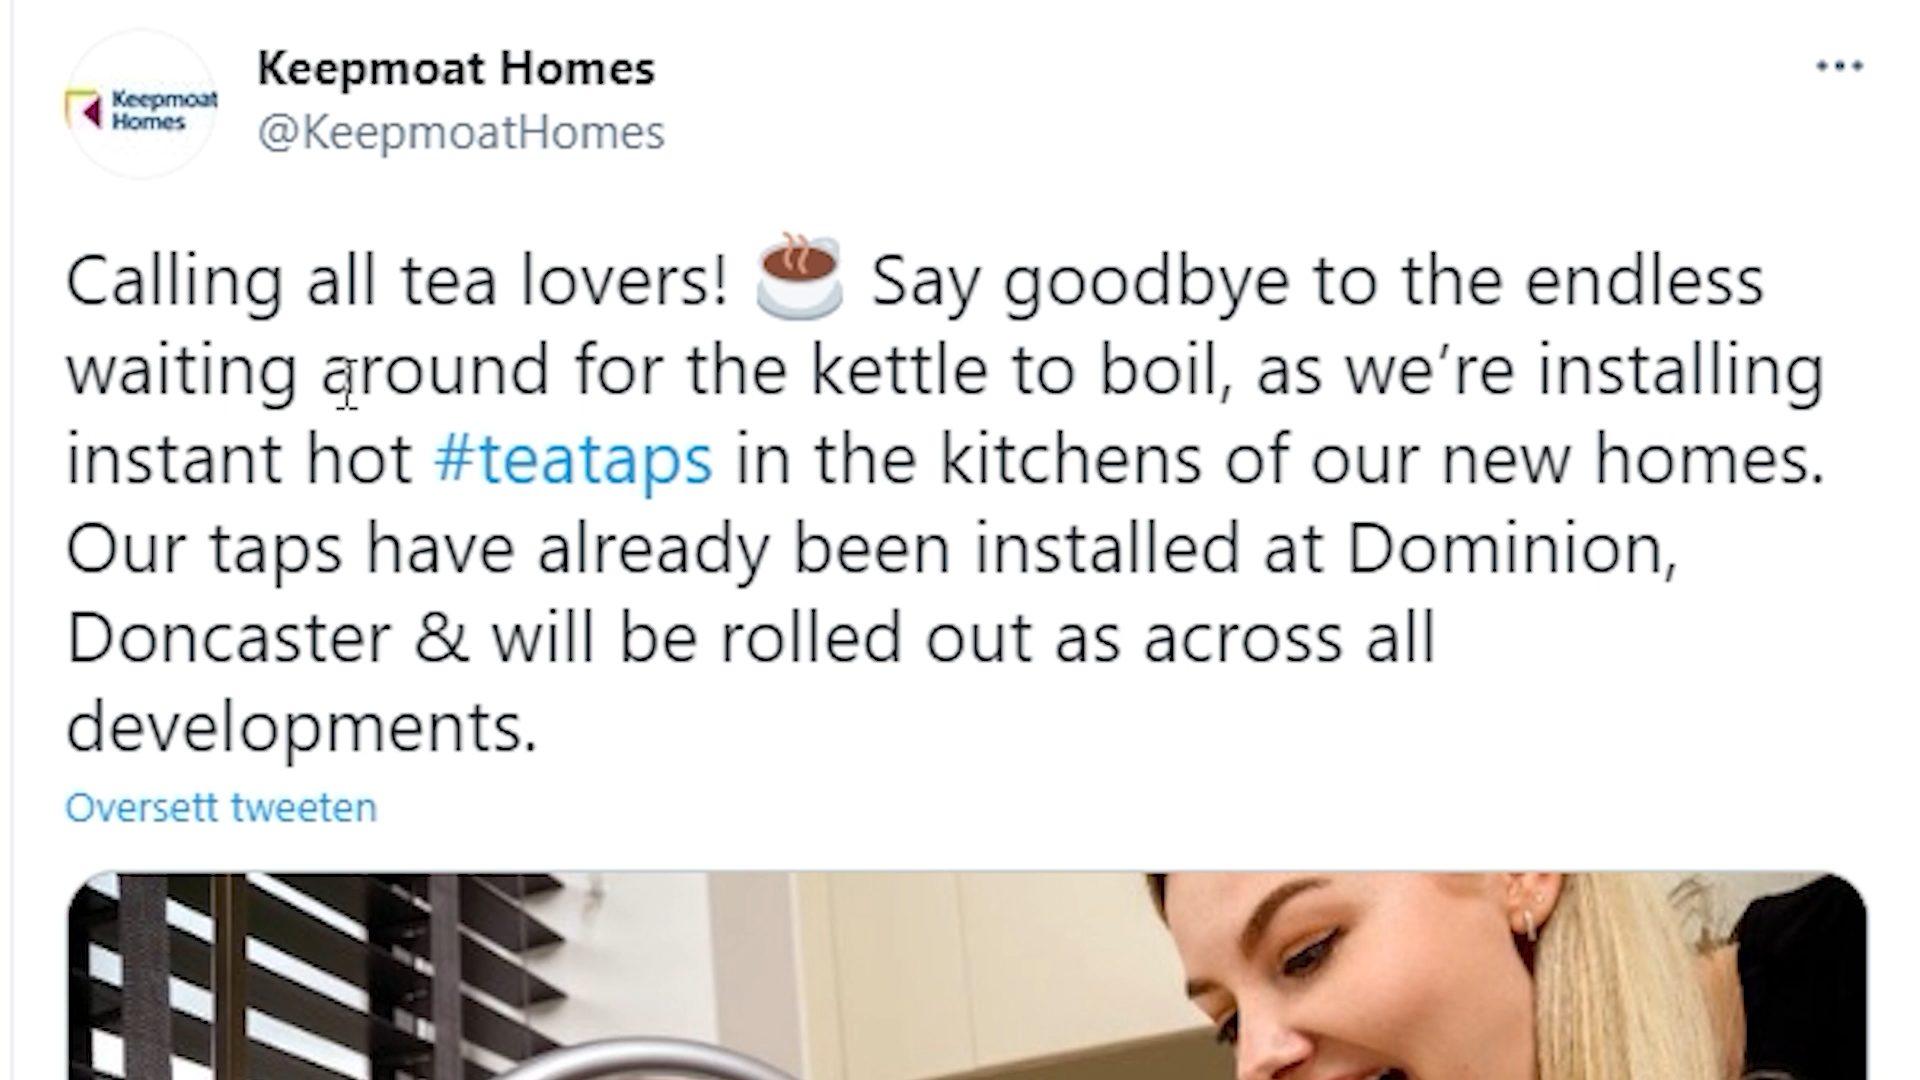 Keepmoat
Homes
Keepmoat Homes
@KeepmoatHomes
Calling all tea lovers! ☕ Say goodbye to the endless
waiting around for the kettle to boil, as we’re installing
instant hot #teataps in the kitchens of our new homes.
Our taps have already been installed at Dominion,
Doncaster & will be rolled out as across all
developments.
Oversett tweeten